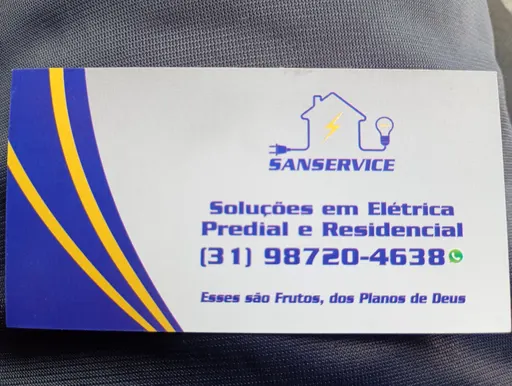 SANSERVICE
Soluções em Elétrica
Predial e Residencial
(31) 98720-4638
Esses são Frutos, dos Planos de Deus